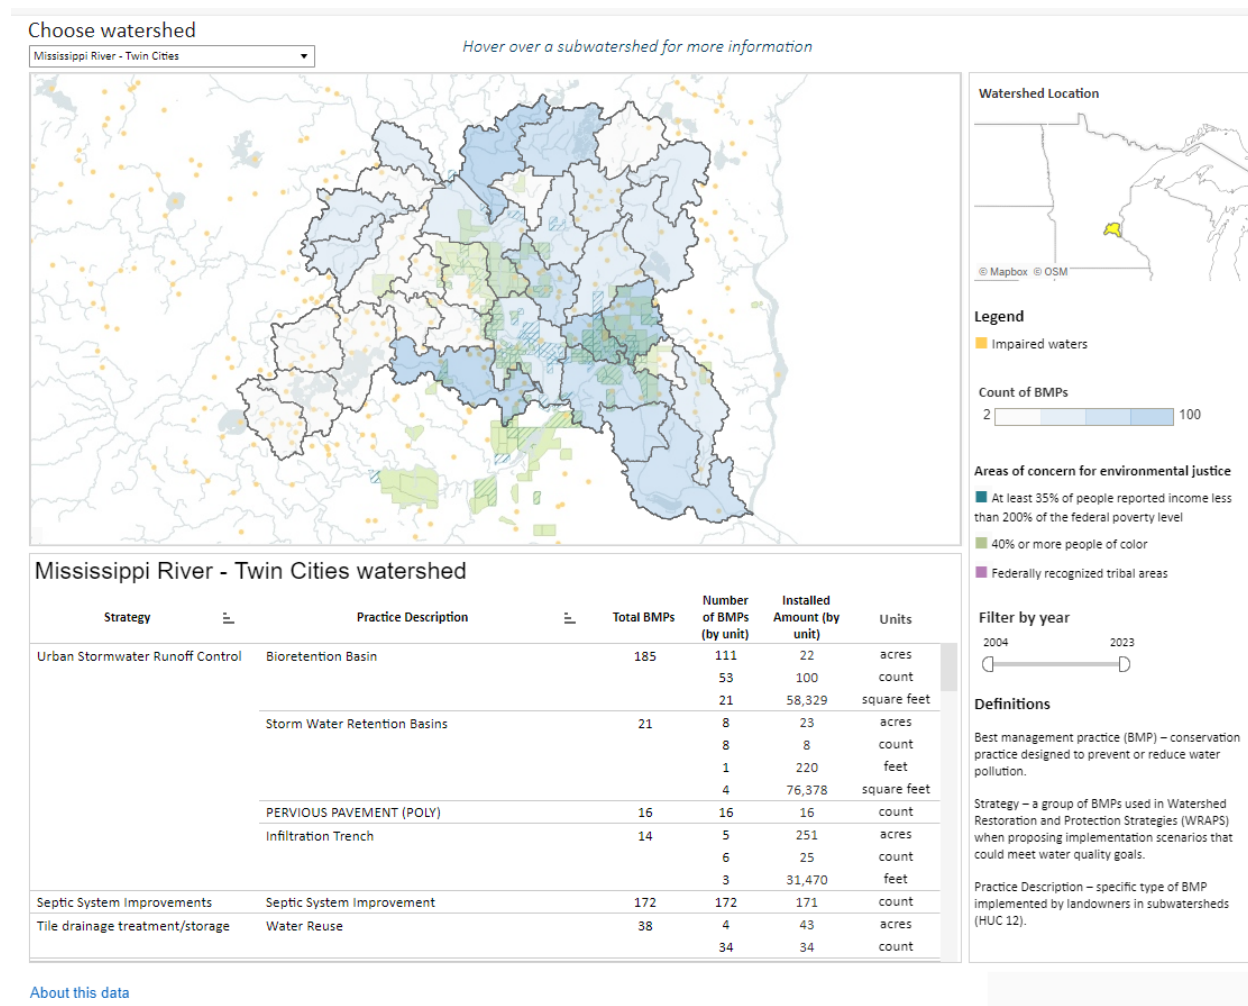 Choose watershed
Mississippi River - Twin Cities
Hover over a subwatershed for more information
Watershed Location
© Mapbox © OSM
Legend
Impaired waters
Count of BMPs
2 100
Areas of concern for environmental justice
At least 35% of people reported income less
than 200% of the federal poverty level
40% or more people of color
Federally recognized tribal areas
Filter by year
2004 2023
Definitions
Best management practice (BMP) – conservation
practice designed to prevent or reduce water
pollution.
Strategy – a group of BMPs used in Watershed
Restoration and Protection Strategies (WRAPS)
when proposing implementation scenarios that
could meet water quality goals.
Practice Description – specific type of BMP
implemented by landowners in subwatersheds
(HUC 12).
Mississippi River - Twin Cities watershed
Strategy Practice Description Total BMPs Number of BMPs (by unit) Installed Amount (by unit) Units
Urban Stormwater Runoff Control Bioretention Basin 185 111 22 acres
53 100 count
21 58,329 square feet
Storm Water Retention Basins 21 8 23 acres
8 8 count
1 220 feet
4 76,378 square feet
PERVIOUS PAVEMENT (POLY) 16 16 16 count
Infiltration Trench 14 5 251 acres
6 25 count
3 31,470 feet
Septic System Improvements Septic System Improvement 172 172 171 count
Tile drainage treatment/storage Water Reuse 38 4 43 acres
34 34 count
About this data